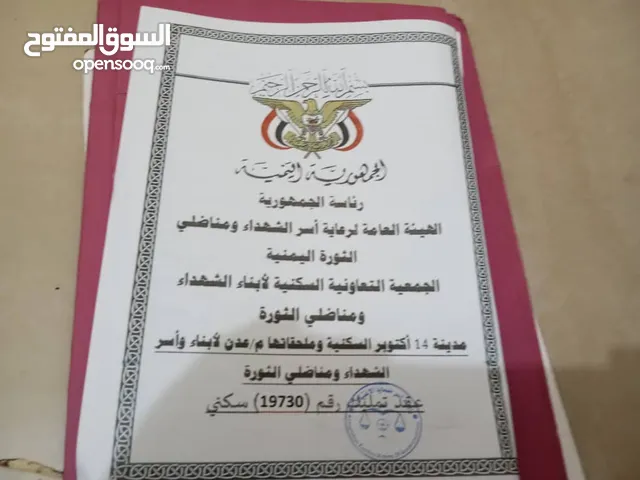 السوق المفتوح
opensooq.com
بسم الله الرحمن الرحيم
الجمهورية اليمنية
رئاسة الجمهورية
الهيئة العامة لرعاية أسر الشهداء ومناضلي
الثورة اليمنية
الجمعية التعاونية السكنية لأبناء الشهداء
ومناضلي الثورة
مدينة 14 أكتوبر السكنية وملحقاتها م/عدن لأبناء وأسر
الشهداء ومناضلي الثورة
عقد تمليك رقم (19730) سكني